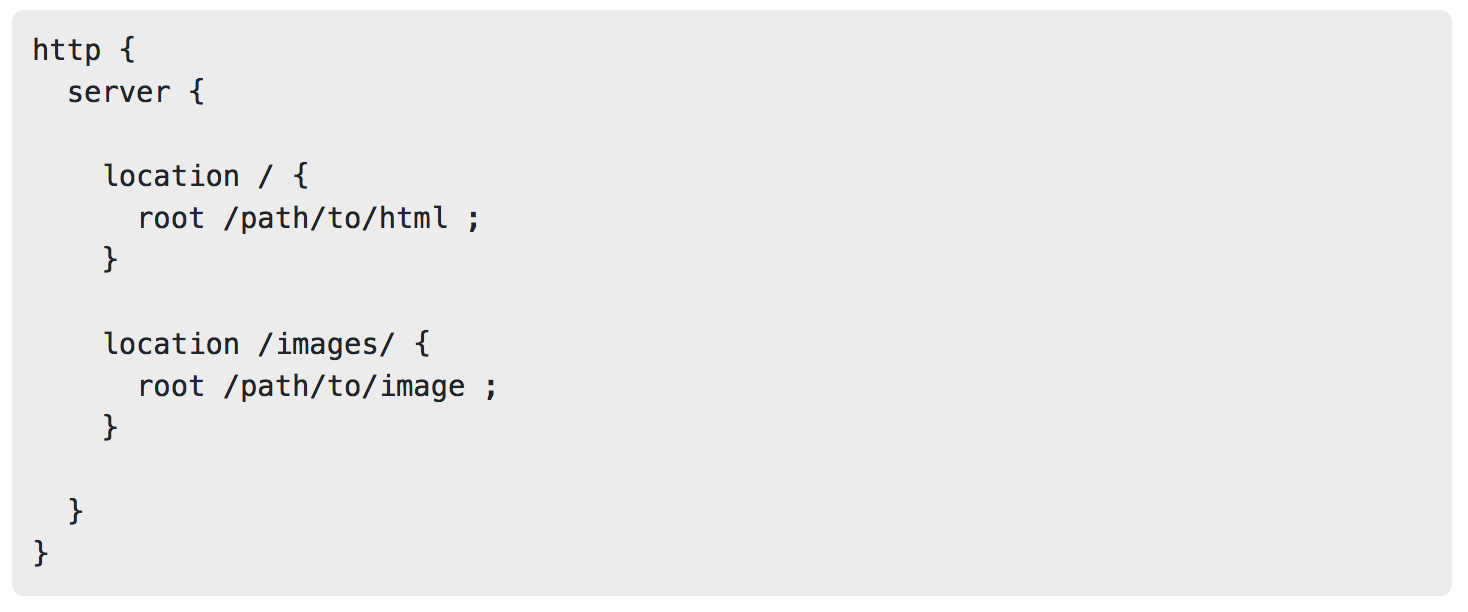 http {
  server {

    location / {
      root /path/to/html ;
    }

    location /images/ {
      root /path/to/image ;
    }

  }
}